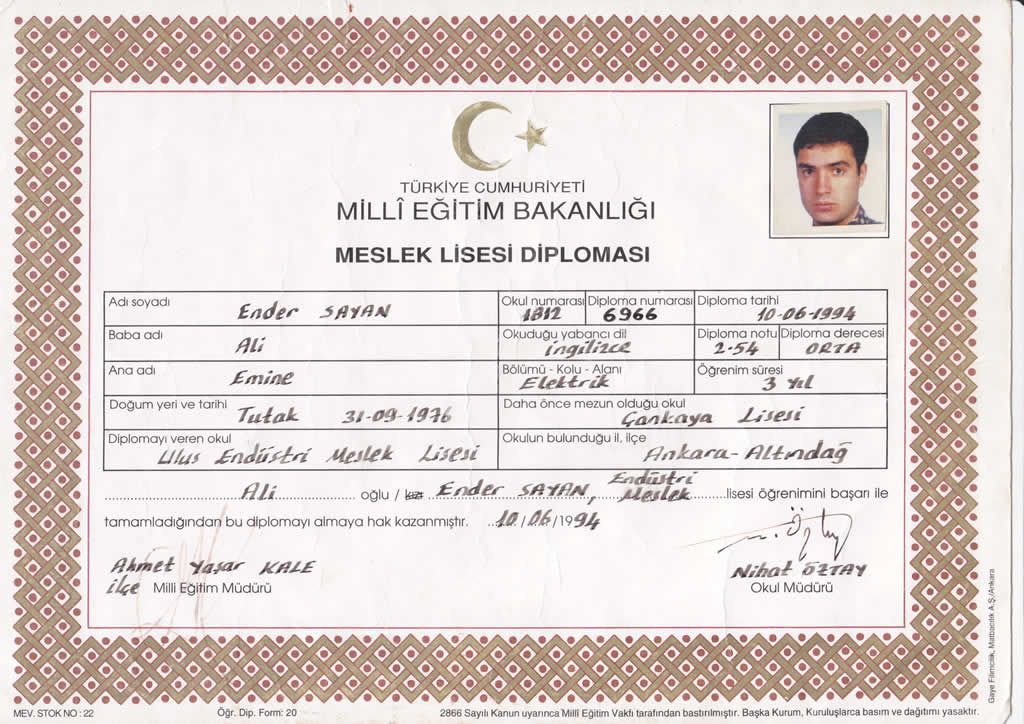 TÜRKİYE CUMHURİYETİ
MİLLÎ EĞİTİM BAKANLIĞI
MESLEK LİSESİ DİPLOMASI
Adı soyadı Ender SAYAN
Okul numarası 1812
Diploma numarası 6966
Diploma tarihi 10-06-1994
Baba adı Ali
Okuduğu yabancı dil ingilizce
Diploma notu 2-54
Diploma derecesi ORTA
Ana adı Emine
Bölümü - Kolu - Alanı Elektrik
Öğrenim süresi 3 yıl
Doğum yeri ve tarihi Tutak 31-09-1976
Daha önce mezun olduğu okul Çankaya Lisesi
Diplomayı veren okul Ulus Endüstri Meslek Lisesi
Okulun bulunduğu il, ilçe Ankara-Altındağ
Ali oğlu / kızı Ender SAYAN, Endüstri Meslek lisesi öğrenimini başarı ile
tamamladığından bu diplomayı almaya hak kazanmıştır. 10/06/1994
Ahmet Yaşar KALE
ilçe Milli Eğitim Müdürü
Nihat ÖZTAY
Okul Müdürü
Gaye Filimcilik, Matbacılık A.Ş./Ankara
MEV. STOK NO : 22
Öğr. Dip. Form: 20
2866 Sayılı Kanun uyarınca Millî Eğitim Vakfı tarafından bastırılmıştır. Başka Kurum, Kuruluşlarca basım ve dağıtımı yasaktır.